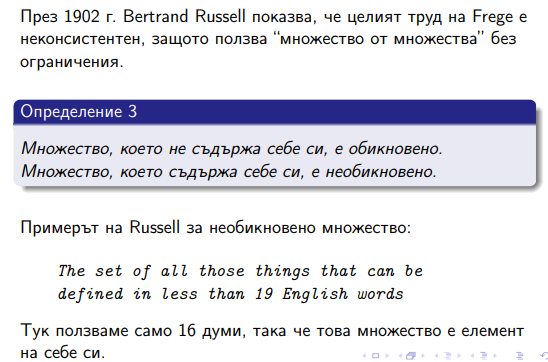 През 1902 г. Bertrand Russell показва, че целият труд на Frege е
неконсистентен, защото ползва “множество от множества” без
ограничения.
Определение 3
Множество, което не съдържа себе си, е обикновено.
Множество, което съдържа себе си, е необикновено.
Примерът на Russell за необикновено множество:
The set of all those things that can be
defined in less than 19 English words
Тук ползваме само 16 думи, така че това множество е елемент
на себе си.